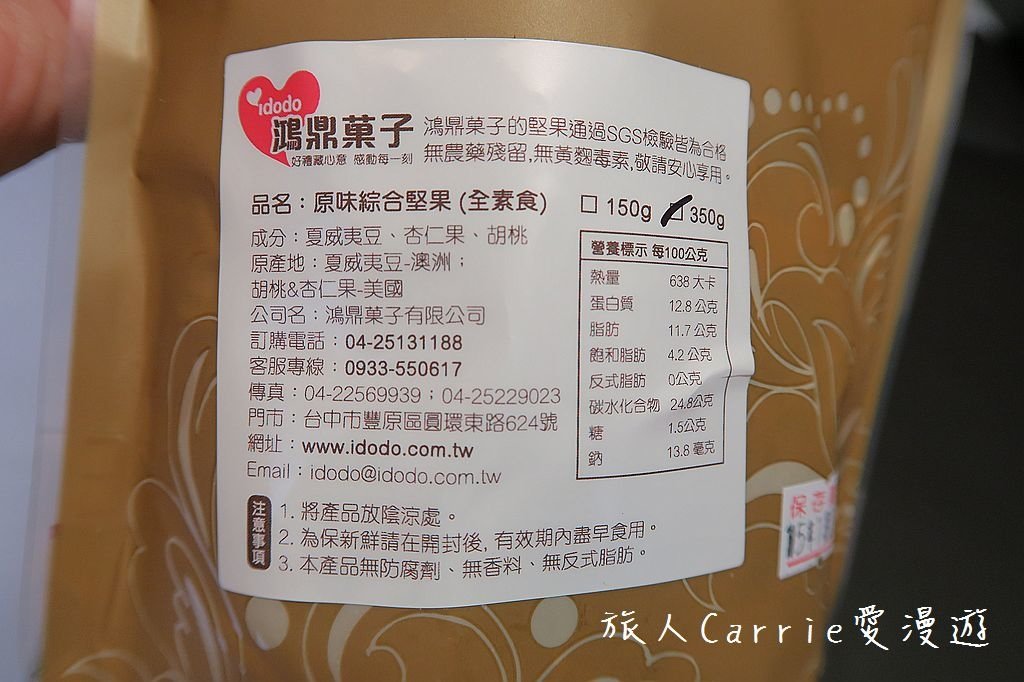 idodo
鴻鼎菓子
好禮藏心意 感動每一刻
鴻鼎菓子的堅果通過SGS檢驗皆為合格
無農藥殘留,無黃麴毒素,敬請安心享用。
品名：原味綜合堅果 (全素食)
□ 150g □ 350g
成分：夏威夷豆、杏仁果、胡桃
原產地：夏威夷豆-澳洲；
胡桃&杏仁果-美國
公司名：鴻鼎菓子有限公司
訂購電話：04-25131188
客服專線：0933-550617
傳真：04-22569939；04-25229023
門市：台中市豐原區圓環東路624號
網址：www.idodo.com.tw
Email：idodo@idodo.com.tw
營養標示 每100公克
熱量 638 大卡
蛋白質 12.8 公克
脂肪 11.7 公克
飽和脂肪 4.2 公克
反式脂肪 0公克
碳水化合物 24.8公克
糖 1.5公克
鈉 13.8 毫克
注意事項
1. 將產品放陰涼處。
2. 為保新鮮請在開封後, 有效期內盡早食用。
3. 本產品無防腐劑、無香料、無反式脂肪。
保存
旅人Carrie愛漫遊